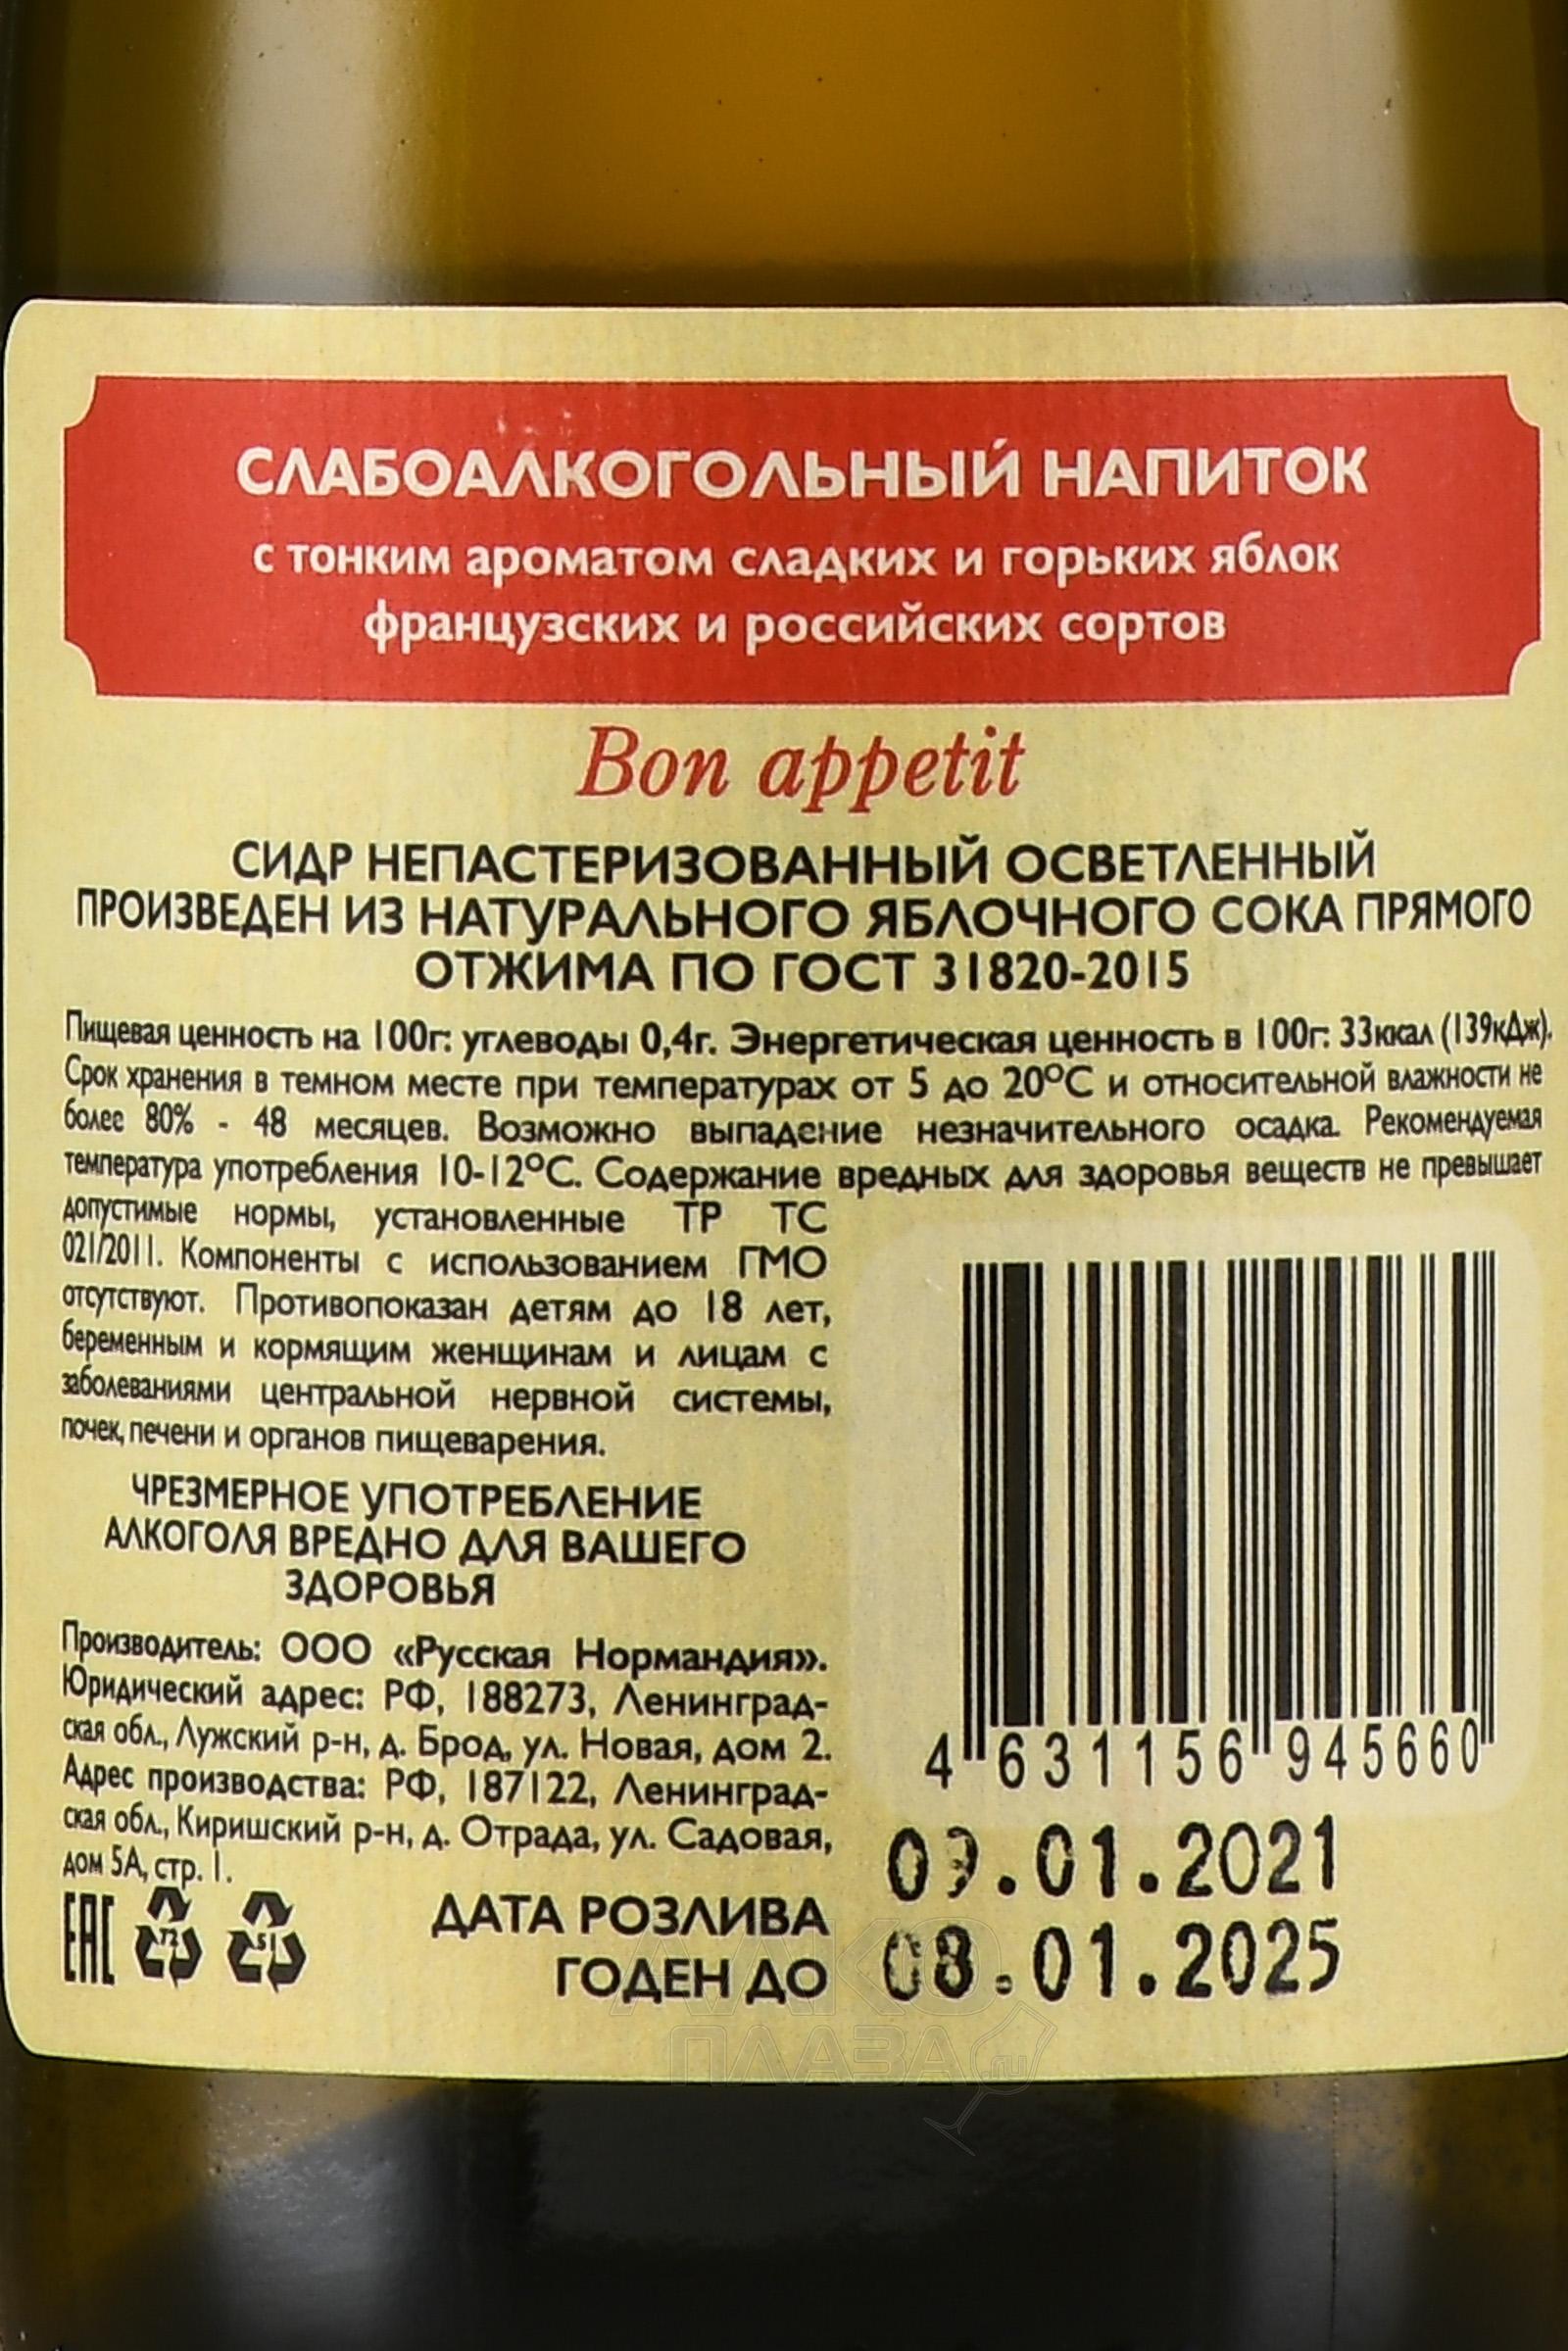 СЛАБОАЛКОГОЛЬНЫЙ НАПИТОК
с тонким ароматом сладких и горьких яблок
французских и российских сортов
Bon appetit
СИДР НЕПАСТЕРИЗОВАННЫЙ ОСВЕТЛЕННЫЙ
ПРОИЗВЕДЕН ИЗ НАТУРАЛЬНОГО ЯБЛОЧНОГО СОКА ПРЯМОГО
ОТЖИМА ПО ГОСТ 31820-2015
Пищевая ценность на 100г: углеводы 0,4г. Энергетическая ценность в 100г: 33ккал (139кДж).
Срок хранения в темном месте при температурах от 5 до 20°С и относительной влажности не
более 80% - 48 месяцев. Возможно выпадение незначительного осадка. Рекомендуемая
температура употребления 10-12°С. Содержание вредных для здоровья веществ не превышает
допустимые нормы, установленные ТР ТС
021/2011. Компоненты с использованием ГМО
отсутствуют. Противопоказан детям до 18 лет,
беременным и кормящим женщинам и лицам с
заболеваниями центральной нервной системы,
почек, печени и органов пищеварения.
ЧРЕЗМЕРНОЕ УПОТРЕБЛЕНИЕ
АЛКОГОЛЯ ВРЕДНО ДЛЯ ВАШЕГО
ЗДОРОВЬЯ
Производитель: ООО «Русская Нормандия».
Юридический адрес: РФ, 188273, Ленинград-
ская обл., Лужский р-н, д. Брод, ул. Новая, дом 2.
Адрес производства: РФ, 187122, Ленинград-
ская обл., Киришский р-н, д. Отрада, ул. Садовая,
дом 5А, стр. 1.
4 631156 945660
ЕАС 72 51
ДАТА РОЗЛИВА 09.01.2021
ГОДЕН ДО 08.01.2025
АЛКО
ПЛАЗА.RU